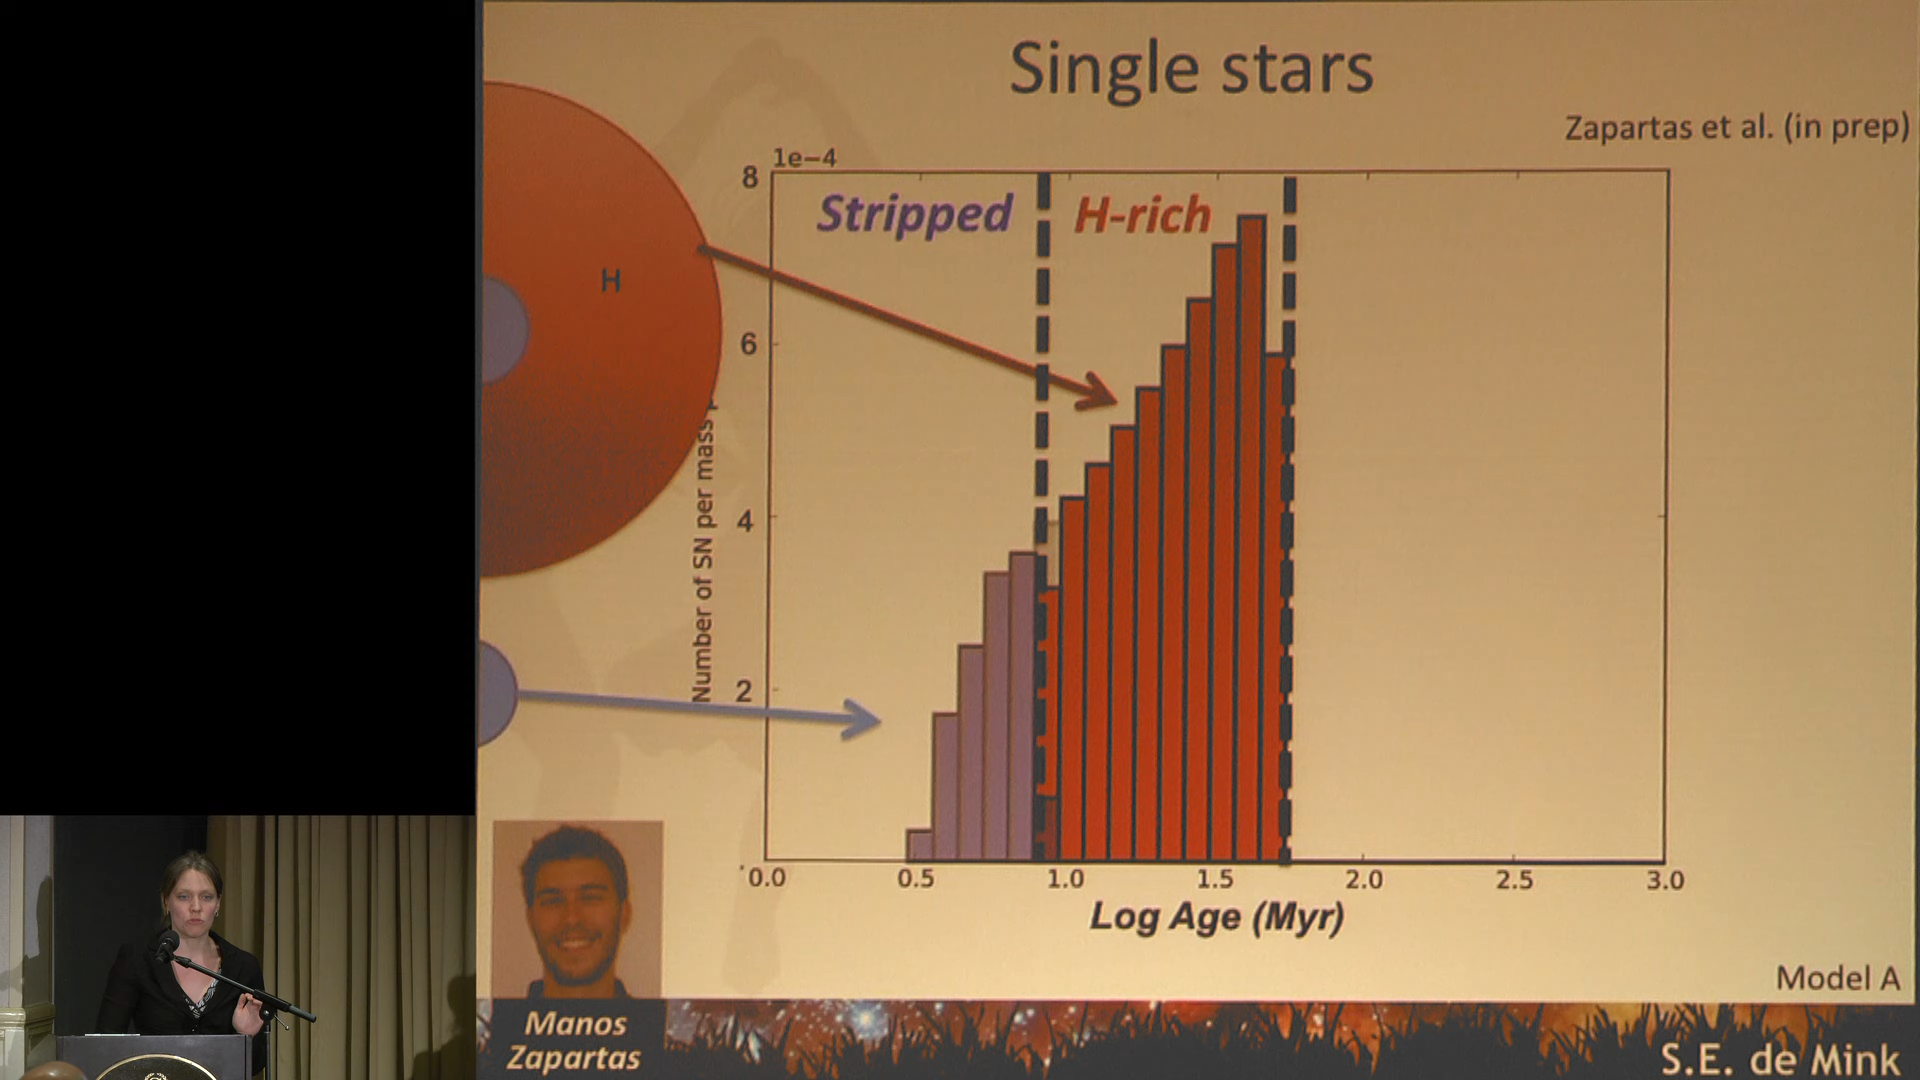 Single stars
Zapartas et al. (in prep)
1e−4
8
Stripped
H-rich
H
6
4
2
Number of SN per mass
0.0 0.5 1.0 1.5 2.0 2.5 3.0
Log Age (Myr)
Model A
Manos
Zapartas
S.E. de Mink